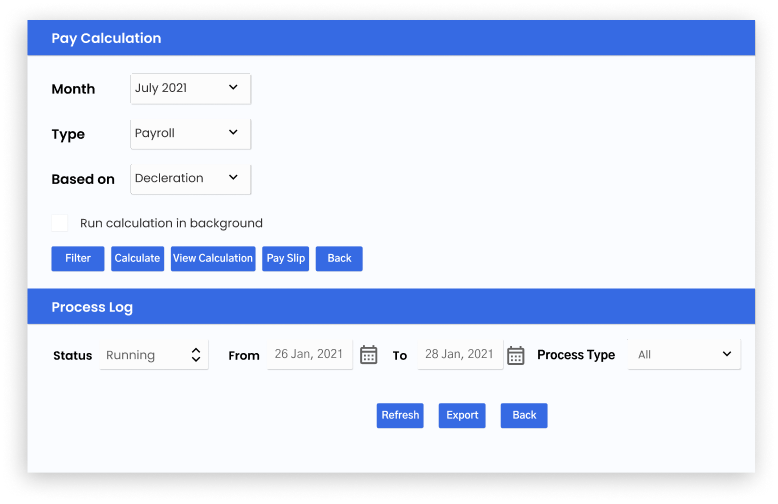 Pay Calculation
Month July 2021
Type Payroll
Based on Decleration
Run calculation in background
Filter Calculate View Calculation Pay Slip Back
Process Log
Status Running From 26 Jan, 2021 To 28 Jan, 2021 Process Type All
Refresh Export Back